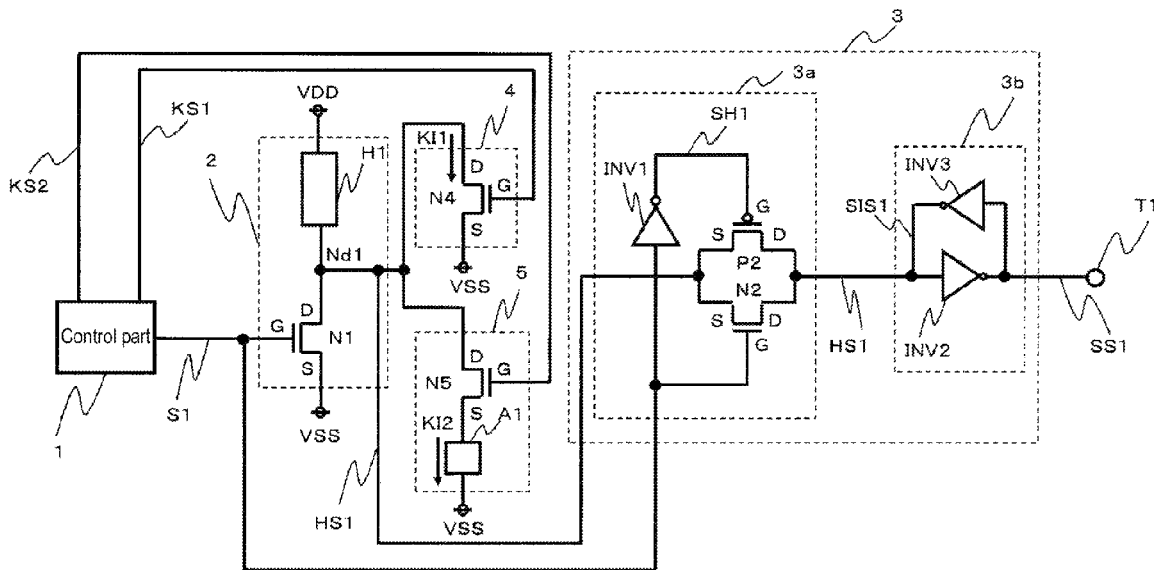 3
3a
3b
4
KS1
VDD
SH1
KI1
D
INV1
INV3
2
H1
KS2
G
N4
G
SIS1
T1
S
S
D
Nd1
P2
VSS
5
N2
D
Control part
G
N1
S
D
D
G
HS1
INV2
SS1
S
N5
G
S1
S
A1
1
VSS
KI2
HS1
VSS